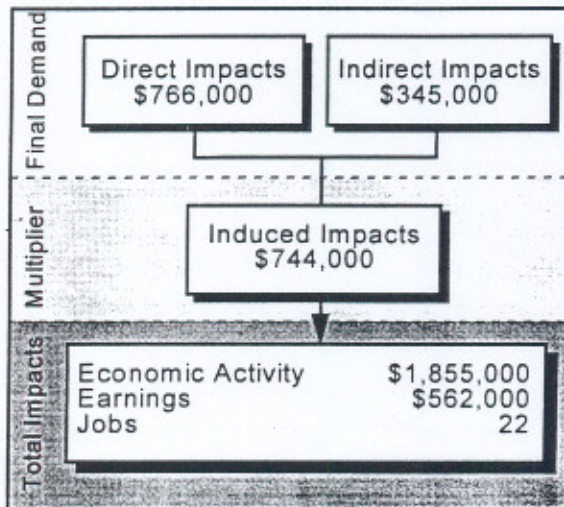 Final Demand
Direct Impacts
$766,000
Indirect Impacts
$345,000
Multiplier
Induced Impacts
$744,000
Total Impacts
Economic Activity $1,855,000
Earnings $562,000
Jobs 22